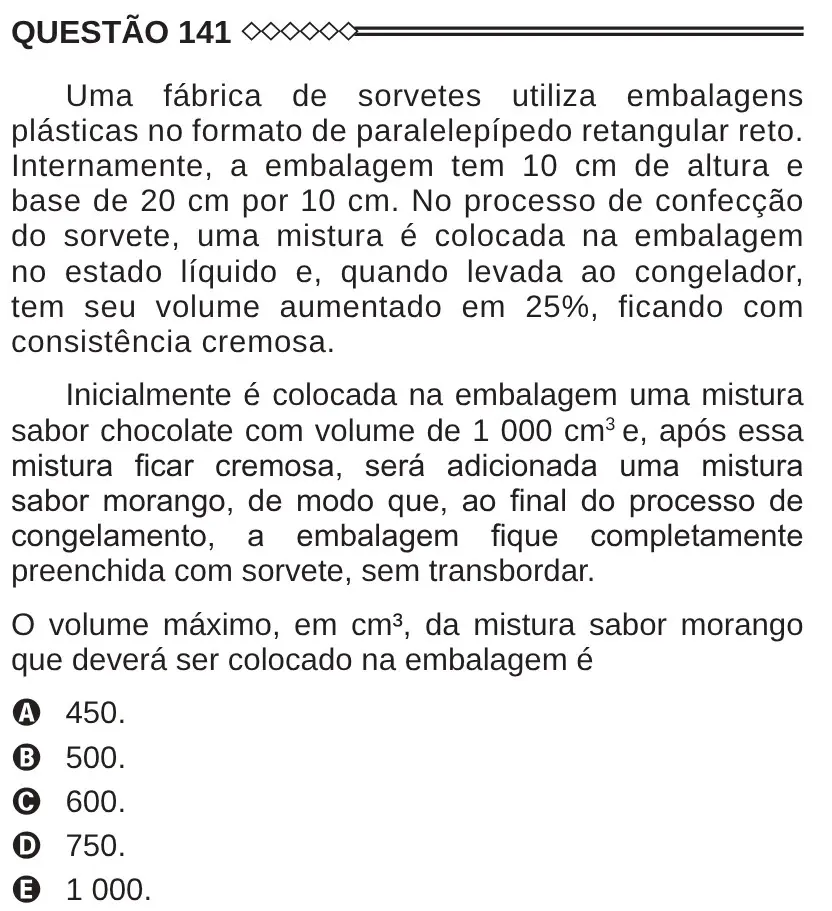 QUESTÃO 141
Uma fábrica de sorvetes utiliza embalagens
plásticas no formato de paralelepípedo retangular reto.
Internamente, a embalagem tem 10 cm de altura e
base de 20 cm por 10 cm. No processo de confecção
do sorvete, uma mistura é colocada na embalagem
no estado líquido e, quando levada ao congelador,
tem seu volume aumentado em 25%, ficando com
consistência cremosa.
Inicialmente é colocada na embalagem uma mistura
sabor chocolate com volume de 1 000 cm³ e, após essa
mistura ficar cremosa, será adicionada uma mistura
sabor morango, de modo que, ao final do processo de
congelamento, a embalagem fique completamente
preenchida com sorvete, sem transbordar.
O volume máximo, em cm³, da mistura sabor morango
que deverá ser colocado na embalagem é
A 450.
B 500.
C 600.
D 750.
E 1 000.